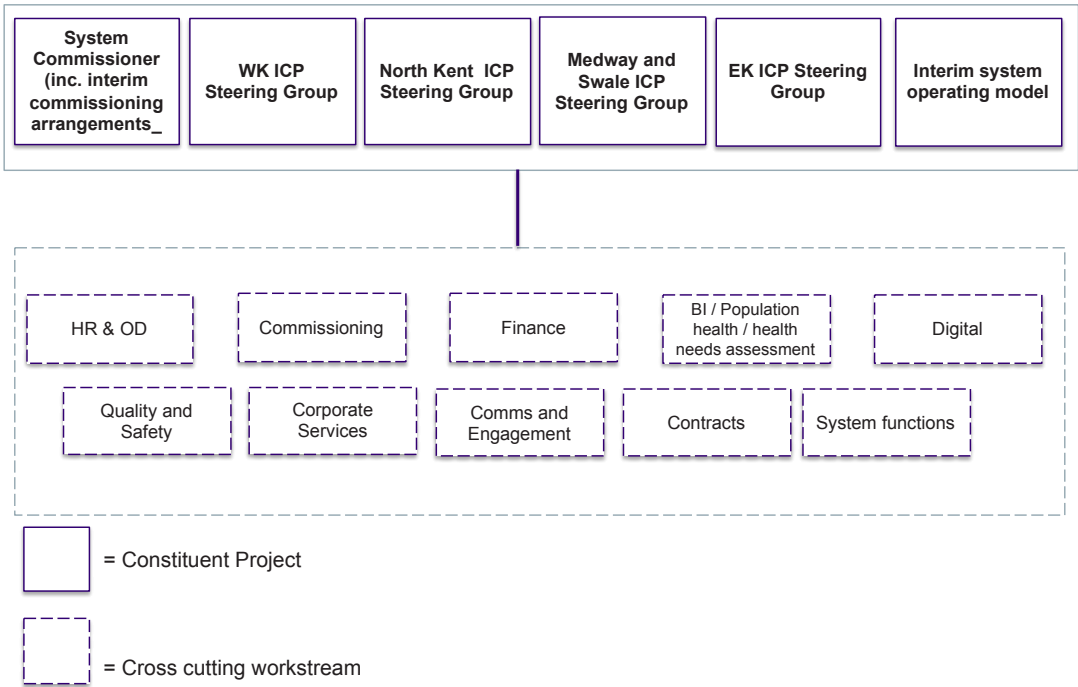 System
Commissioner
(inc. interim
commissioning
arrangements_
WK ICP
Steering Group
North Kent ICP
Steering Group
Medway and
Swale ICP
Steering Group
EK ICP Steering
Group
Interim system
operating model
HR & OD
Commissioning
Finance
BI / Population
health / health
needs assessment
Digital
Quality and
Safety
Corporate
Services
Comms and
Engagement
Contracts
System functions
= Constituent Project
= Cross cutting workstream